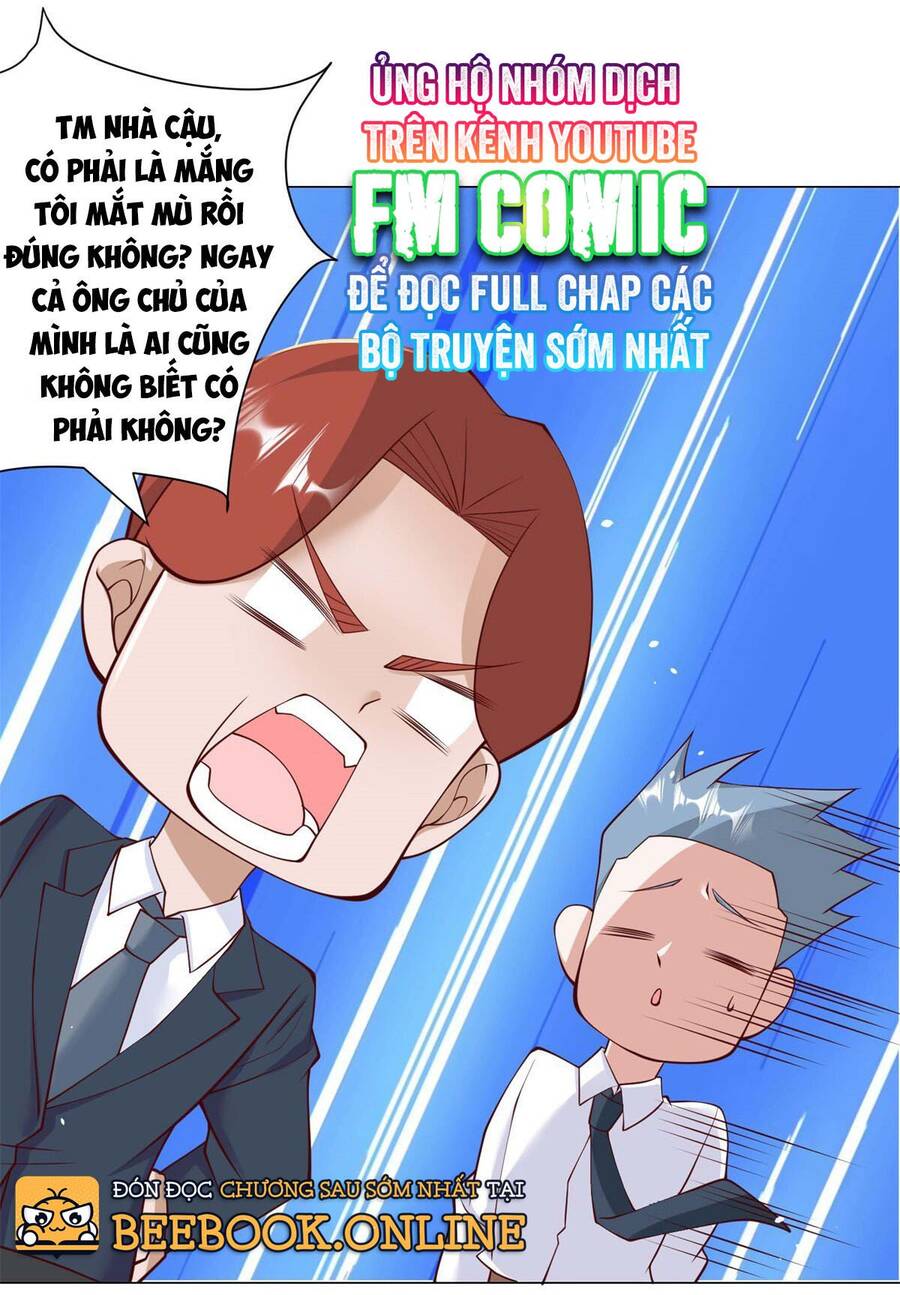 ỦNG HỘ NHÓM DỊCH
TRÊN KÊNH YOUTUBE
FM COMIC
ĐỂ ĐỌC FULL CHAP CÁC
BỘ TRUYỆN SỚM NHẤT
TM NHÀ CẬU,
CÓ PHẢI LÀ MẮNG
TÔI MẮT MÙ RỒI
ĐÚNG KHÔNG? NGAY
CẢ ÔNG CHỦ CỦA
MÌNH LÀ AI CŨNG
KHÔNG BIẾT CÓ
PHẢI KHÔNG?
ĐÓN ĐỌC CHƯƠNG SAU SỚM NHẤT TẠI
BEEBOOK.ONLINE